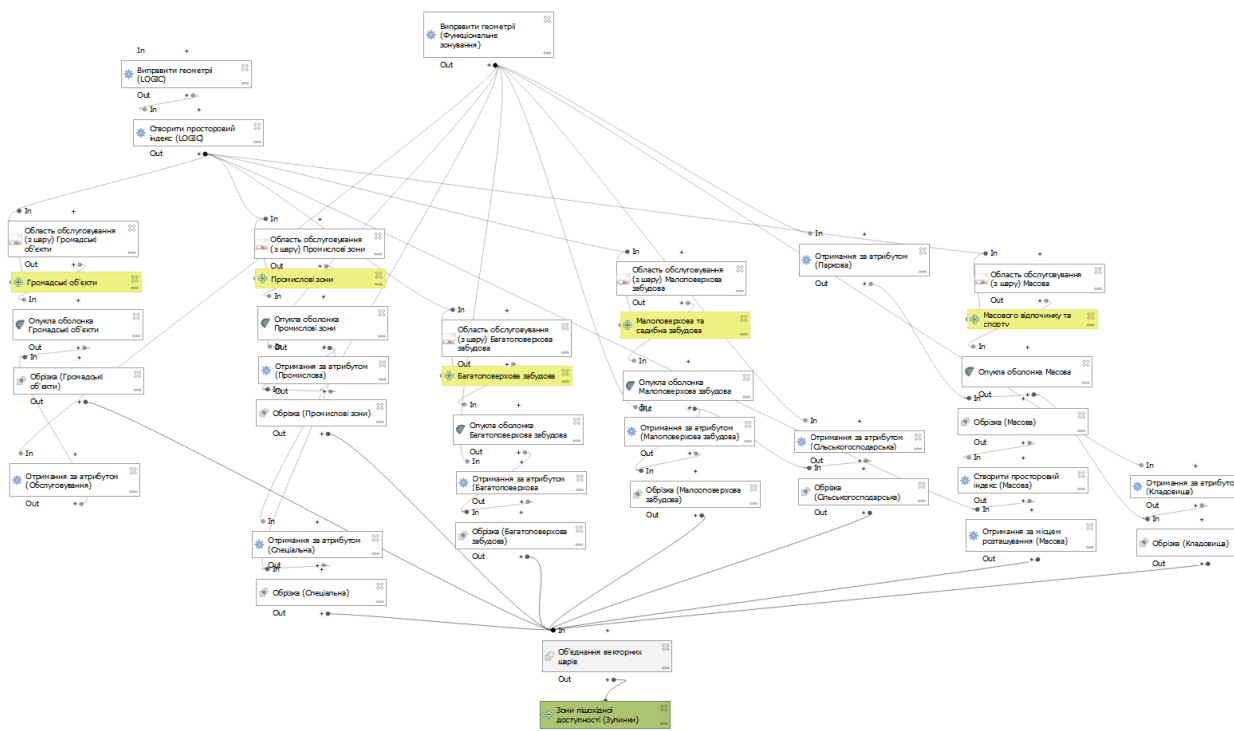 Виправити геометрії
(Функціональне
зонування)
Out
In
Виправити геометрії
(LOGIC)
Out
In
Створити просторовий
індекс (LOGIC)
Out
In
Область обслуговування
(з шару) Громадські
об'єкти
Out
Громадські об'єкти
In
Опукла оболонка
Громадські об'єкти
Out
In
Обрізка (Громадські
об'єкти)
Out
In
Отримання за атрибутом
(Обслуговування)
Out
In
Область обслуговування
(з шару) Промислові зони
Out
Промислові зони
In
Опукла оболонка
Промислові зони
Out
In
Отримання за атрибутом
(Промислова)
Out
In
Обрізка (Промислові зони)
Out
In
Отримання за атрибутом
(Спеціальна)
Out
In
Обрізка (Спеціальна)
Out
In
Область обслуговування
(з шару) Багатоповерхова
забудова
Out
Багатоповерхова забудова
In
Опукла оболонка
Багатоповерхова забудова
Out
In
Отримання за атрибутом
(Багатоповерхова
Out
In
Обрізка (Багатоповерхова
забудова)
Out
In
Область обслуговування
(з шару) Малоповерхова
забудова
Out
Малоповерхова та
садибна забудова
In
Опукла оболонка
Малоповерхова забудова
Out
In
Отримання за атрибутом
(Малоповерхова забудова)
Out
In
Обрізка (Малооповерхова
забудова)
Out
In
Отримання за атрибутом
(Паркова)
Out
In
Отримання за атрибутом
(Сільськогосподарська)
Out
In
Обрізка
(Сільськогосподарська)
Out
In
Область обслуговування
(з шару) Масова
Out
Масового відпочинку та
спорту
In
Опукла оболонка Масова
Out
In
Обрізка (Масова)
Out
In
Створити просторовий
індекс (Масова)
Out
In
Отримання за місцем
розташування (Масова)
Out
In
Отримання за атрибутом
(Кладовища)
Out
In
Обрізка (Кладовища)
Out
In
Об'єднання векторних
шарів
Out
Зони пішохідної
доступності (Зупинки)